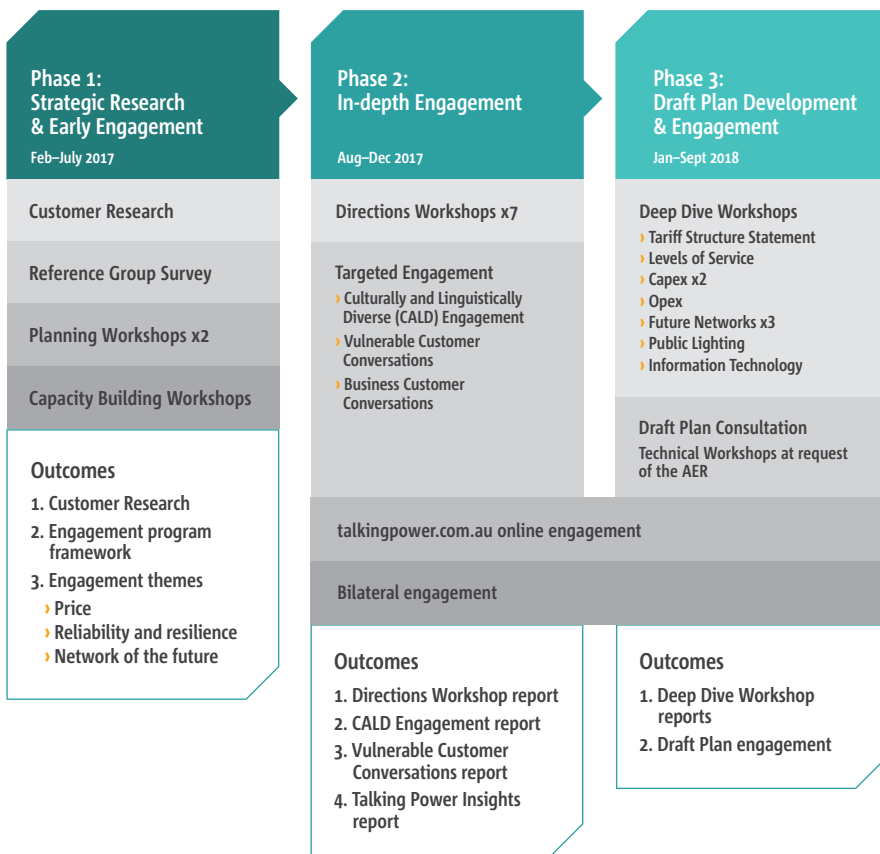 Phase 1:
Strategic Research
& Early Engagement
Feb–July 2017
Customer Research
Reference Group Survey
Planning Workshops x2
Capacity Building Workshops
Outcomes
1. Customer Research
2. Engagement program
framework
3. Engagement themes
› Price
› Reliability and resilience
› Network of the future
Phase 2:
In-depth Engagement
Aug–Dec 2017
Directions Workshops x7
Targeted Engagement
› Culturally and Linguistically
Diverse (CALD) Engagement
› Vulnerable Customer
Conversations
› Business Customer
Conversations
Phase 3:
Draft Plan Development
& Engagement
Jan–Sept 2018
Deep Dive Workshops
› Tariff Structure Statement
› Levels of Service
› Capex x2
› Opex
› Future Networks x3
› Public Lighting
› Information Technology
Draft Plan Consultation
Technical Workshops at request
of the AER
talkingpower.com.au online engagement
Bilateral engagement
Outcomes
1. Directions Workshop report
2. CALD Engagement report
3. Vulnerable Customer
Conversations report
4. Talking Power Insights
report
Outcomes
1. Deep Dive Workshop
reports
2. Draft Plan engagement